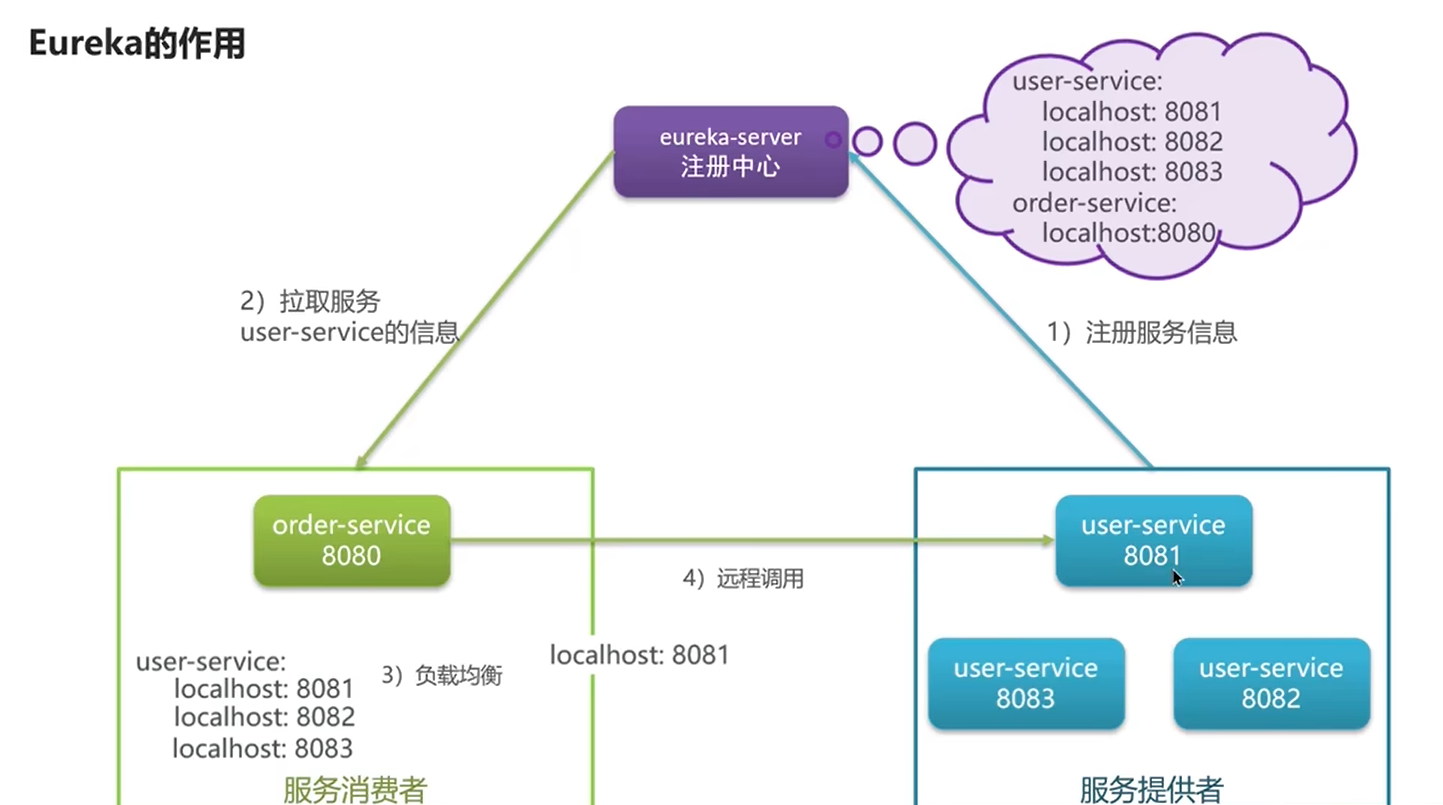 Eureka的作用
eureka-server
注册中心
user-service:
localhost: 8081
localhost: 8082
localhost: 8083
order-service:
localhost:8080
2）拉取服务
user-service的信息
1）注册服务信息
order-service
8080
user-service
8081
4）远程调用
user-service:
localhost: 8081
localhost: 8082
localhost: 8083
3）负载均衡
localhost: 8081
user-service
8083
user-service
8082
服务消费者
服务提供者